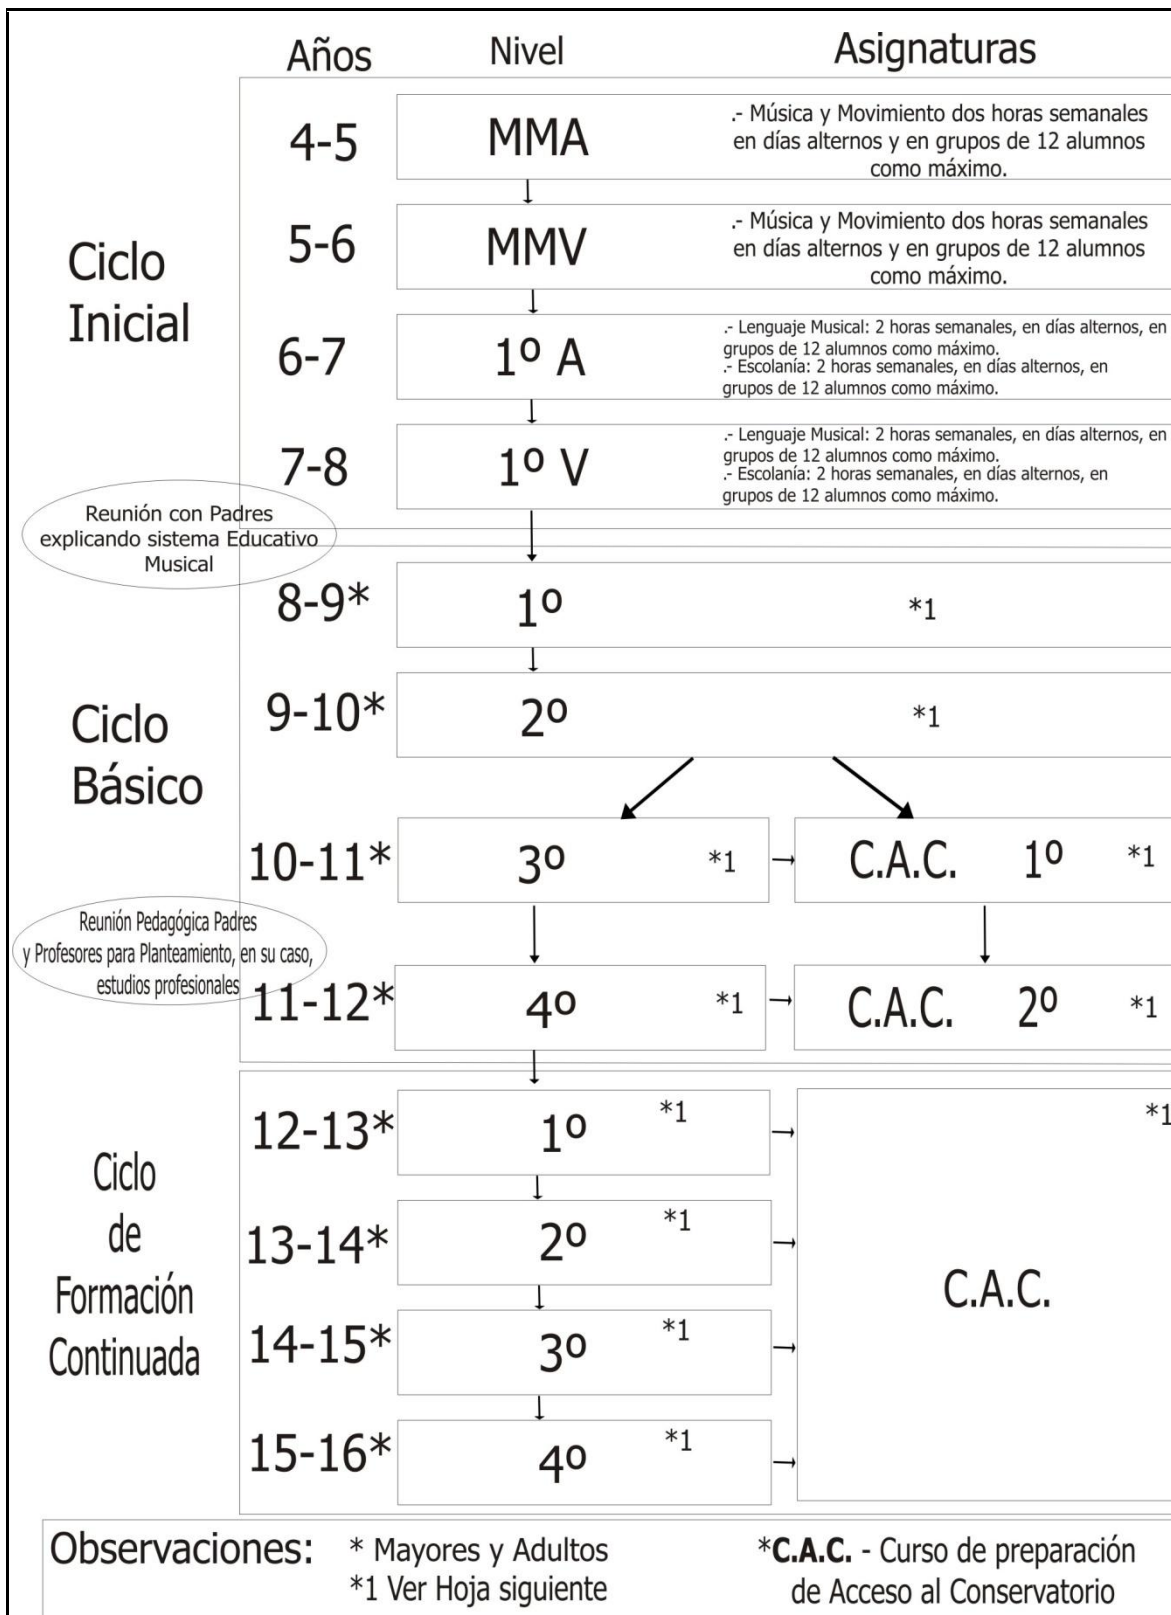 Años Nivel Asignaturas
Ciclo
Inicial
4-5 MMA
.- Música y Movimiento dos horas semanales
en días alternos y en grupos de 12 alumnos
como máximo.
5-6 MMV
.- Música y Movimiento dos horas semanales
en días alternos y en grupos de 12 alumnos
como máximo.
6-7 1º A
.- Lenguaje Musical: 2 horas semanales, en días alternos, en
grupos de 12 alumnos como máximo.
.- Escolanía: 2 horas semanales, en días alternos, en
grupos de 12 alumnos como máximo.
7-8 1º V
.- Lenguaje Musical: 2 horas semanales, en días alternos, en
grupos de 12 alumnos como máximo.
.- Escolanía: 2 horas semanales, en días alternos, en
grupos de 12 alumnos como máximo.
Reunión con Padres
explicando sistema Educativo
Musical
Ciclo
Básico
8-9* 1º *1
9-10* 2º *1
10-11* 3º *1 C.A.C. 1º *1
Reunión Pedagógica Padres
y Profesores para Planteamiento, en su caso,
estudios profesionales
11-12* 4º *1 C.A.C. 2º *1
Ciclo
de
Formación
Continuada
12-13* 1º *1 *1
13-14* 2º *1
C.A.C.
14-15* 3º *1
15-16* 4º *1
Observaciones:
* Mayores y Adultos
*1 Ver Hoja siguiente
*C.A.C. - Curso de preparación
de Acceso al Conservatorio